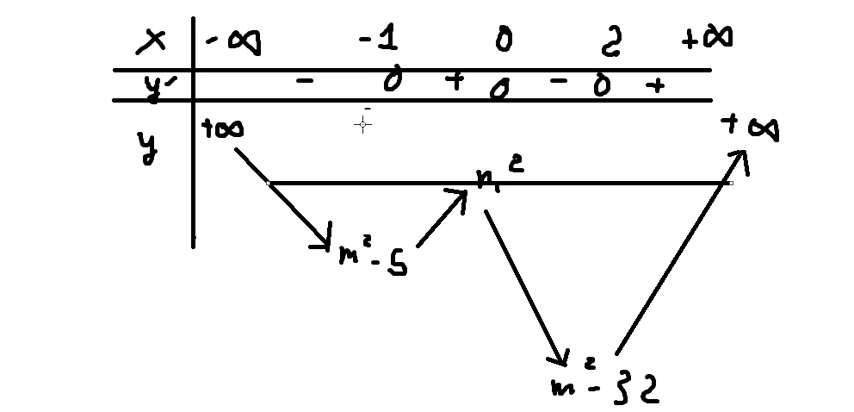 x -∞ -1 0 2 +∞
y' - 0 + 0 - 0 +
+∞ +∞
y
m²
m²-5
m²-32